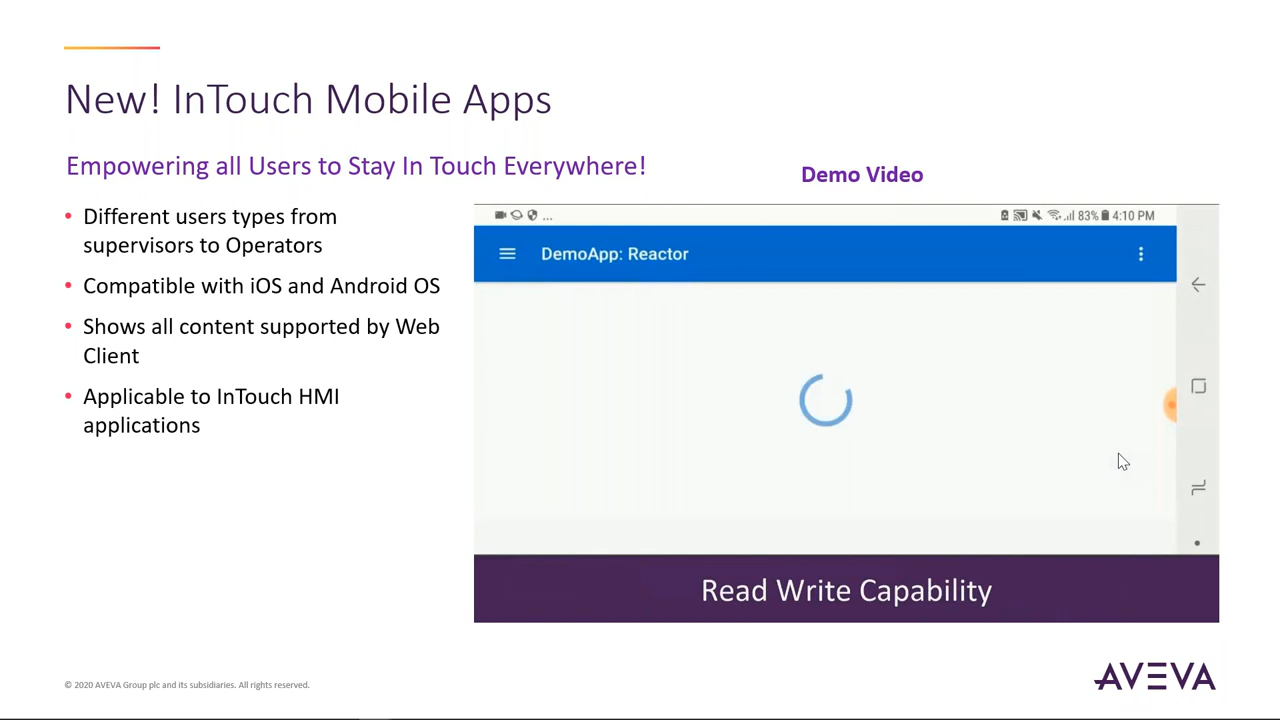 New! InTouch Mobile Apps
Empowering all Users to Stay In Touch Everywhere!
Demo Video
• Different users types from
supervisors to Operators
• Compatible with iOS and Android OS
• Shows all content supported by Web
Client
• Applicable to InTouch HMI
applications
... 83% 4:10 PM
DemoApp: Reactor
Read Write Capability
© 2020 AVEVA Group plc and its subsidiaries. All rights reserved.
AVEVA